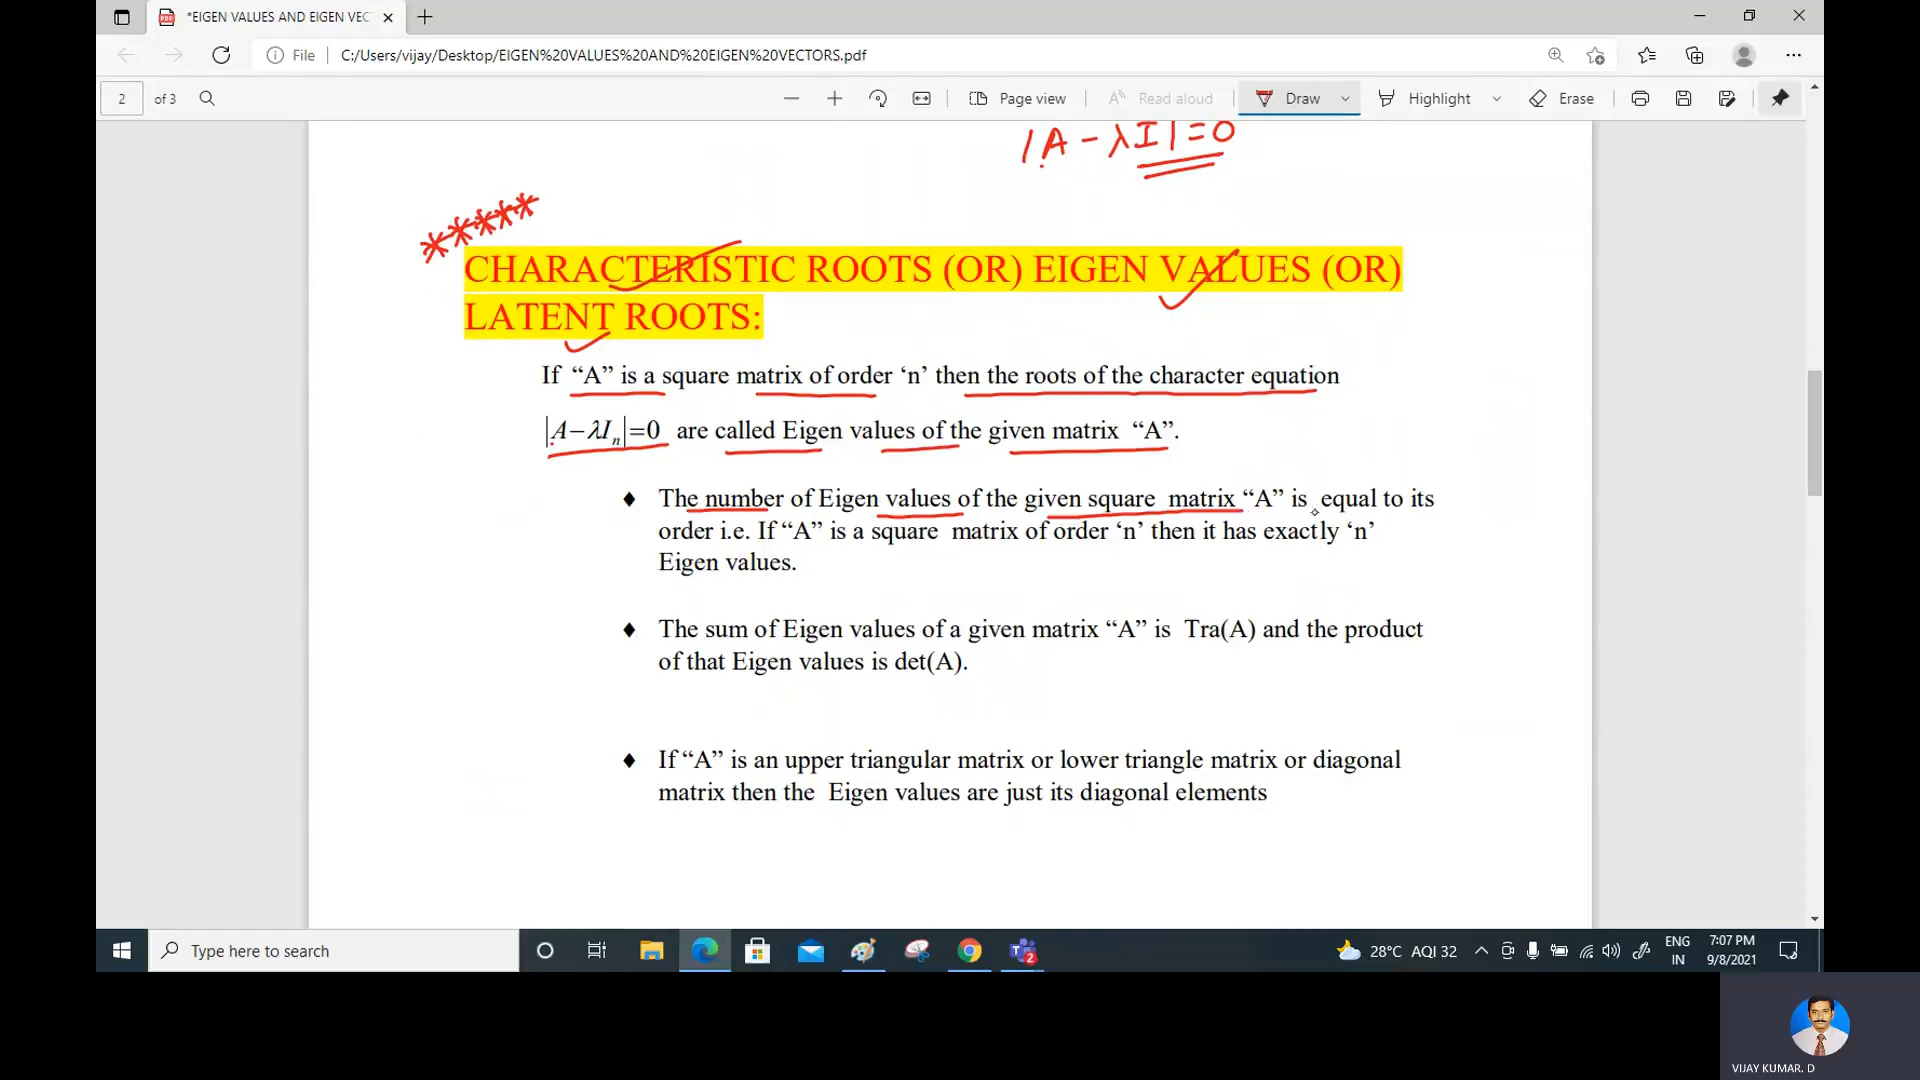 *EIGEN VALUES AND EIGEN VEC
File
C:/Users/vijay/Desktop/EIGEN%20VALUES%20AND%20EIGEN%20VECTORS.pdf
2 of 3
Page view
Read aloud
Draw
Highlight
Erase
|A - λI| = 0
*****
CHARACTERISTIC ROOTS (OR) EIGEN VALUES (OR)
LATENT ROOTS:
If “A” is a square matrix of order ‘n’ then the roots of the character equation
|A−λIₙ|=0 are called Eigen values of the given matrix “A”.
♦ The number of Eigen values of the given square matrix “A” is equal to its
order i.e. If “A” is a square matrix of order ‘n’ then it has exactly ‘n’
Eigen values.
♦ The sum of Eigen values of a given matrix “A” is Tra(A) and the product
of that Eigen values is det(A).
♦ If “A” is an upper triangular matrix or lower triangle matrix or diagonal
matrix then the Eigen values are just its diagonal elements
Type here to search
2
28°C AQI 32
ENG
IN
7:07 PM
9/8/2021
VIJAY KUMAR. D